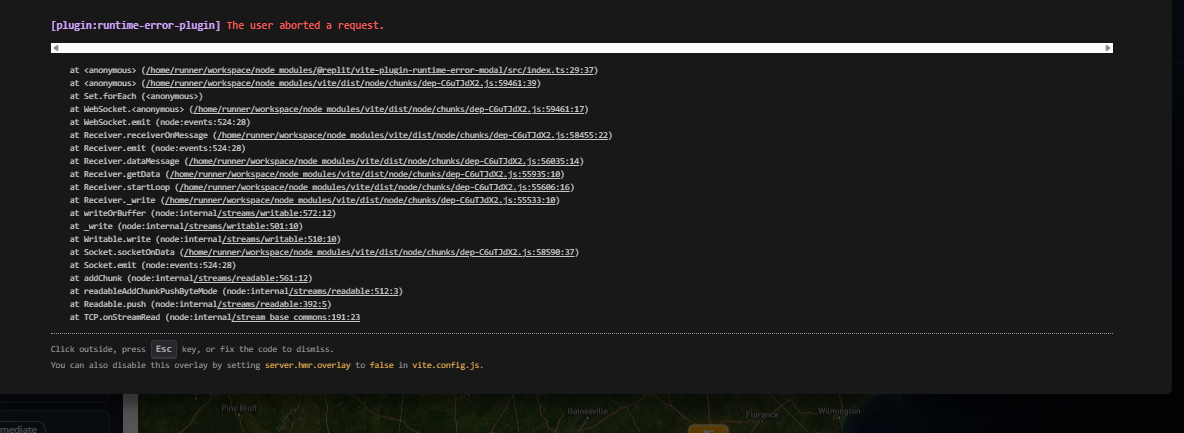 [plugin:runtime-error-plugin] The user aborted a request.
at <anonymous> (/home/runner/workspace/node_modules/@replit/vite-plugin-runtime-error-modal/src/index.ts:29:37)
at <anonymous> (/home/runner/workspace/node_modules/vite/dist/node/chunks/dep-C6uTJdX2.js:59461:39)
at Set.forEach (<anonymous>)
at WebSocket.<anonymous> (/home/runner/workspace/node_modules/vite/dist/node/chunks/dep-C6uTJdX2.js:59461:17)
at WebSocket.emit (node:events:524:28)
at Receiver.receiverOnMessage (/home/runner/workspace/node_modules/vite/dist/node/chunks/dep-C6uTJdX2.js:58455:22)
at Receiver.emit (node:events:524:28)
at Receiver.dataMessage (/home/runner/workspace/node_modules/vite/dist/node/chunks/dep-C6uTJdX2.js:56035:14)
at Receiver.getData (/home/runner/workspace/node_modules/vite/dist/node/chunks/dep-C6uTJdX2.js:55935:10)
at Receiver.startLoop (/home/runner/workspace/node_modules/vite/dist/node/chunks/dep-C6uTJdX2.js:55606:16)
at Receiver._write (/home/runner/workspace/node_modules/vite/dist/node/chunks/dep-C6uTJdX2.js:55533:10)
at writeOrBuffer (node:internal/streams/writable:572:12)
at _write (node:internal/streams/writable:501:10)
at Writable.write (node:internal/streams/writable:510:10)
at Socket.socketOnData (/home/runner/workspace/node_modules/vite/dist/node/chunks/dep-C6uTJdX2.js:58590:37)
at Socket.emit (node:events:524:28)
at addChunk (node:internal/streams/readable:561:12)
at readableAddChunkPushByteMode (node:internal/streams/readable:512:3)
at Readable.push (node:internal/streams/readable:392:5)
at TCP.onStreamRead (node:internal/stream_base_commons:191:23
Click outside, press Esc key, or fix the code to dismiss.
You can also disable this overlay by setting server.hmr.overlay to false in vite.config.js.
Pine Bluff
Gainesville
Florence
Wilmington
mediate